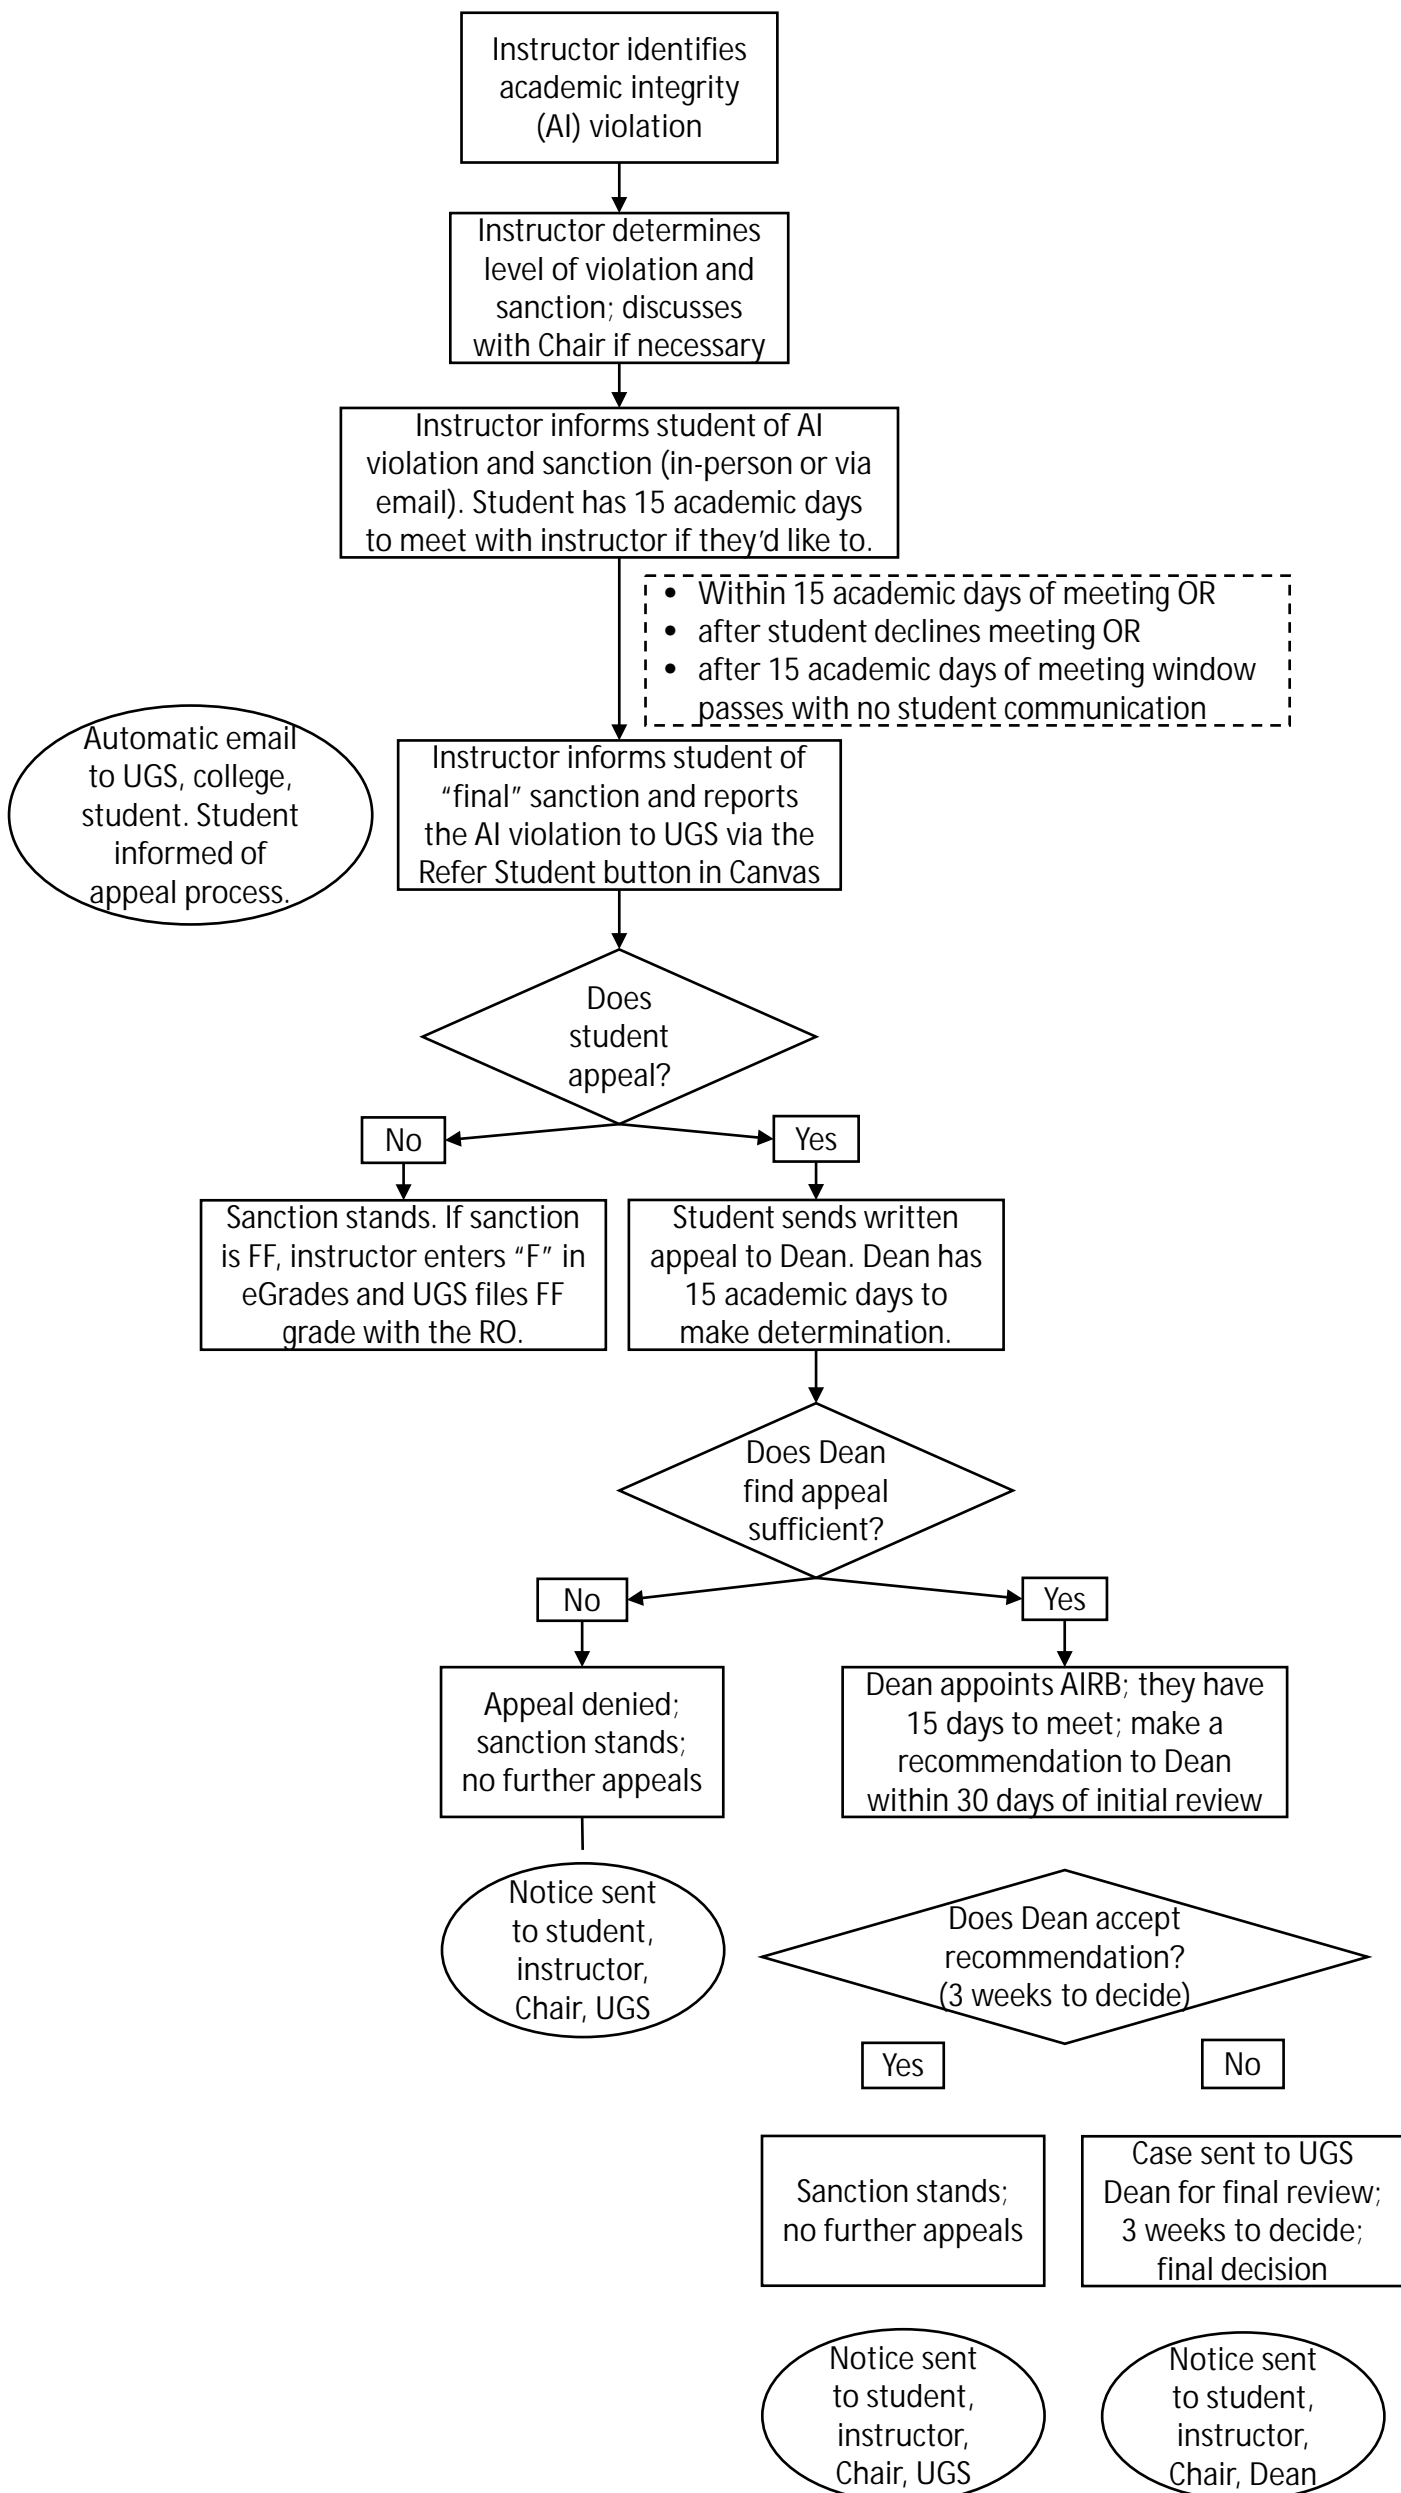 Instructor identifies
academic integrity
(AI) violation
Instructor determines
level of violation and
sanction; discusses
with Chair if necessary
Instructor informs student of AI
violation and sanction (in-person or via
email). Student has 15 academic days
to meet with instructor if they’d like to.
• Within 15 academic days of meeting OR
• after student declines meeting OR
• after 15 academic days of meeting window
passes with no student communication
Automatic email
to UGS, college,
student. Student
informed of
appeal process.
Instructor informs student of
“final” sanction and reports
the AI violation to UGS via the
Refer Student button in Canvas
Does
student
appeal?
No
Yes
Sanction stands. If sanction
is FF, instructor enters “F” in
eGrades and UGS files FF
grade with the RO.
Student sends written
appeal to Dean. Dean has
15 academic days to
make determination.
Does Dean
find appeal
sufficient?
No
Yes
Appeal denied;
sanction stands;
no further appeals
Dean appoints AIRB; they have
15 days to meet; make a
recommendation to Dean
within 30 days of initial review
Notice sent
to student,
instructor,
Chair, UGS
Does Dean accept
recommendation?
(3 weeks to decide)
Yes
No
Sanction stands;
no further appeals
Case sent to UGS
Dean for final review;
3 weeks to decide;
final decision
Notice sent
to student,
instructor,
Chair, UGS
Notice sent
to student,
instructor,
Chair, Dean